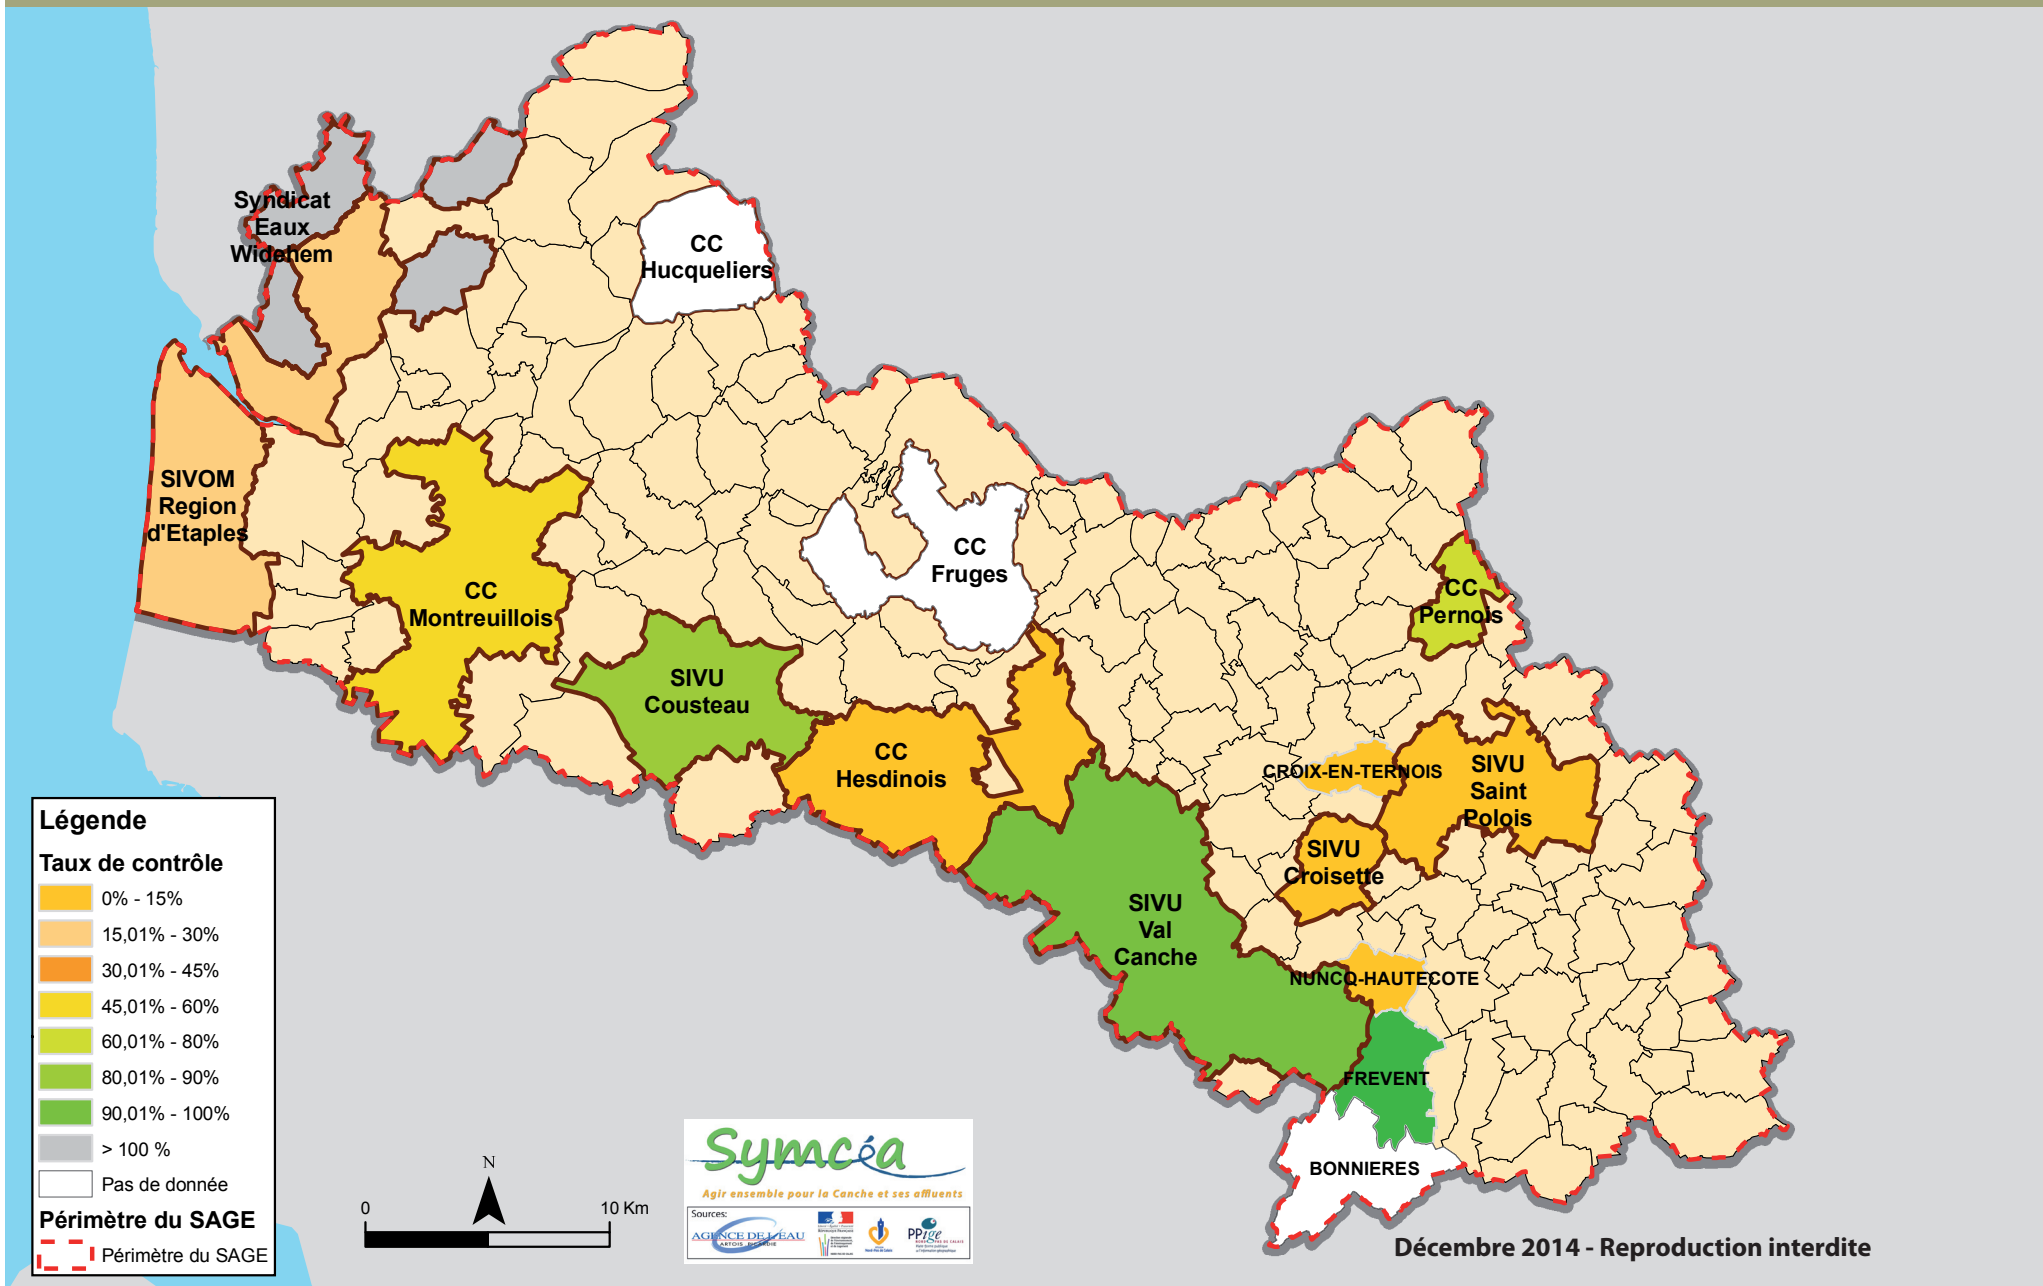 Syndicat
Eaux
Widehem
CC
Hucqueliers
SIVOM
Region
d'Etaples
CC
Montreuillois
CC
Fruges
CC
Pernois
SIVU
Cousteau
CC
Hesdinois
CROIX-EN-TERNOIS
SIVU
Saint
Polois
SIVU
Croisette
SIVU
Val
Canche
NUNCQ-HAUTECOTE
FREVENT
BONNIERES
Légende
Taux de contrôle
0% - 15%
15,01% - 30%
30,01% - 45%
45,01% - 60%
60,01% - 80%
80,01% - 90%
90,01% - 100%
> 100 %
Pas de donnée
Périmètre du SAGE
Périmètre du SAGE
N
0
10 Km
Symcéa
Agir ensemble pour la Canche et ses affluents
Sources:
AGENCE DE L'EAU
ARTOIS PICARDIE
PPige
Décembre 2014 - Reproduction interdite